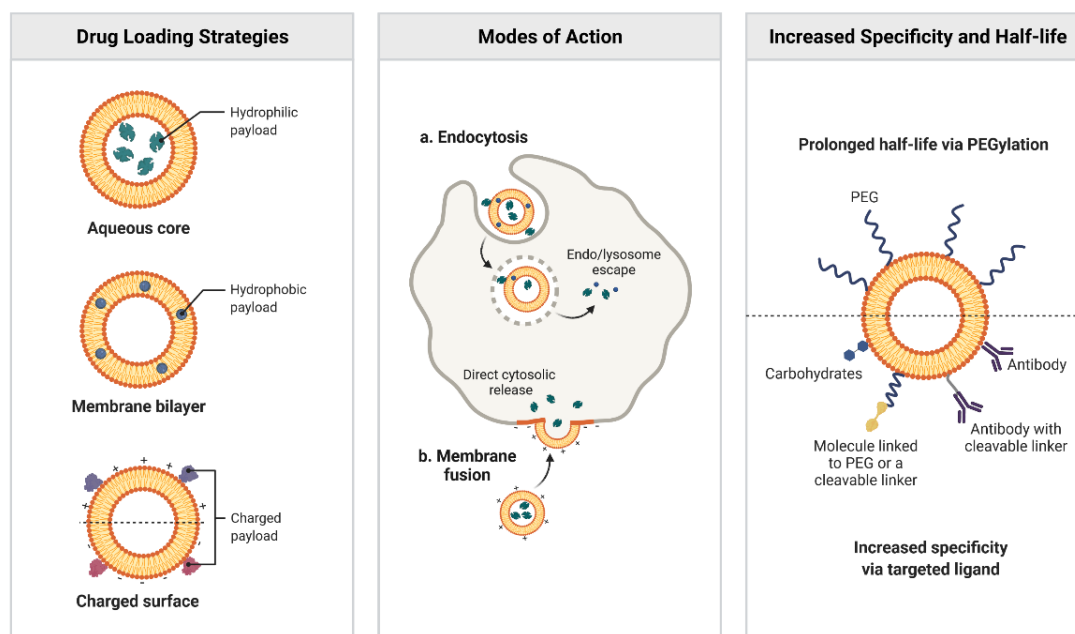 Drug Loading Strategies
Hydrophilic
payload
Aqueous core
Hydrophobic
payload
Membrane bilayer
Charged
payload
Charged surface
Modes of Action
a. Endocytosis
Endo/lysosome
escape
Direct cytosolic
release
b. Membrane
fusion
Increased Specificity and Half-life
Prolonged half-life via PEGylation
PEG
Carbohydrates
Antibody
Molecule linked
to PEG or a
cleavable linker
Antibody with
cleavable linker
Increased specificity
via targeted ligand